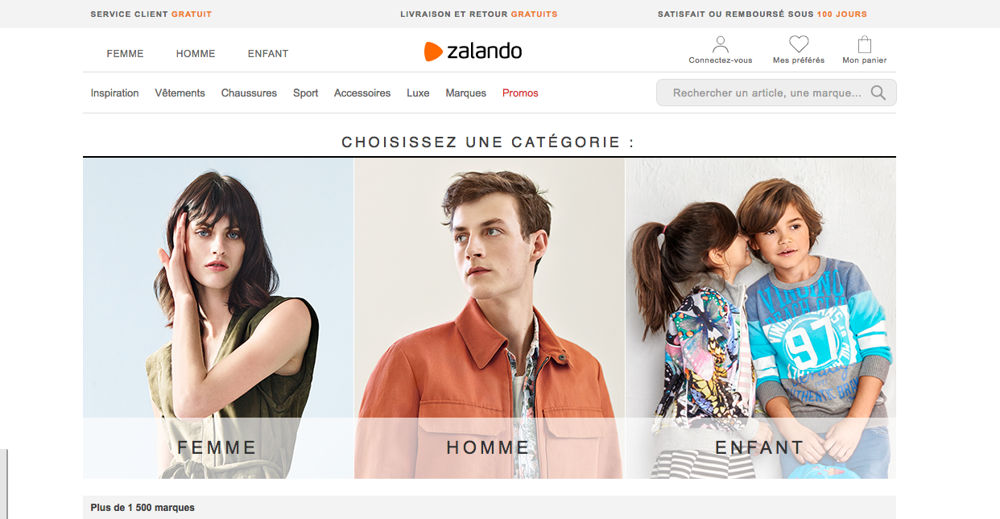 SERVICE CLIENT GRATUIT
LIVRAISON ET RETOUR GRATUITS
SATISFAIT OU REMBOURSÉ SOUS 100 JOURS
FEMME
HOMME
ENFANT
zalando
Connectez-vous
Mes préférés
Mon panier
Inspiration
Vêtements
Chaussures
Sport
Accessoires
Luxe
Marques
Promos
Rechercher un article, une marque...
CHOISISSEZ UNE CATÉGORIE :
97
AUTHENTIC
FEMME
HOMME
ENFANT
Plus de 1 500 marques